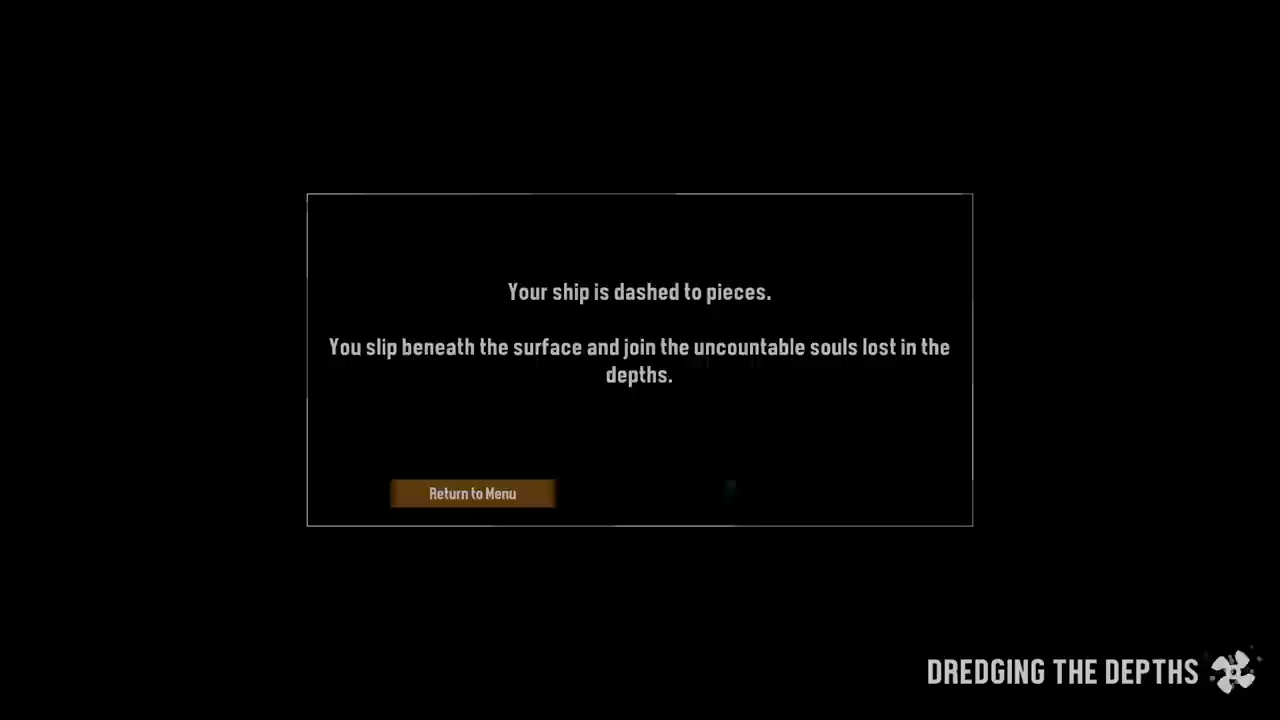 Your ship is dashed to pieces.
You slip beneath the surface and join the uncountable souls lost in the
depths.
Return to Menu
DREDGING THE DEPTHS